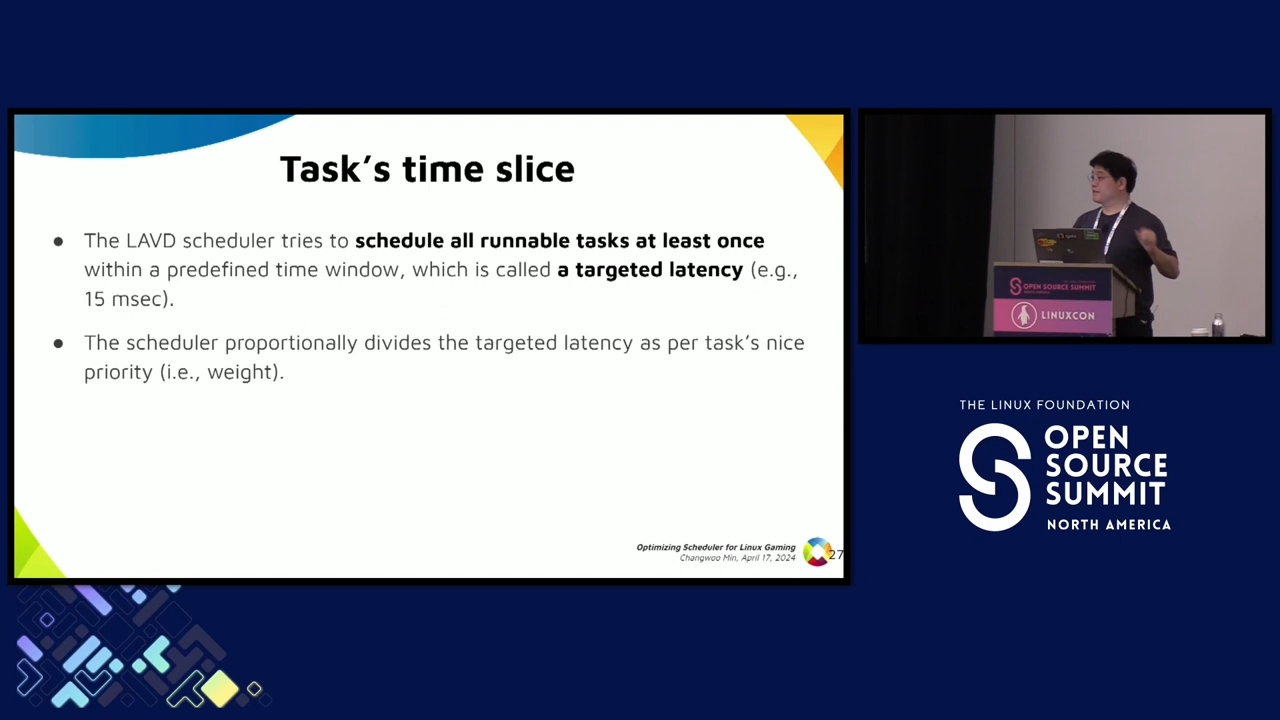 Task’s time slice
● The LAVD scheduler tries to schedule all runnable tasks at least once
within a predefined time window, which is called a targeted latency (e.g.,
15 msec).
● The scheduler proportionally divides the targeted latency as per task’s nice
priority (i.e., weight).
Optimizing Scheduler for Linux Gaming
Changwoo Min, April 17, 2024
27
OPEN SOURCE SUMMIT
LINUXCON
THE LINUX FOUNDATION
OPEN
SOURCE
SUMMIT
NORTH AMERICA